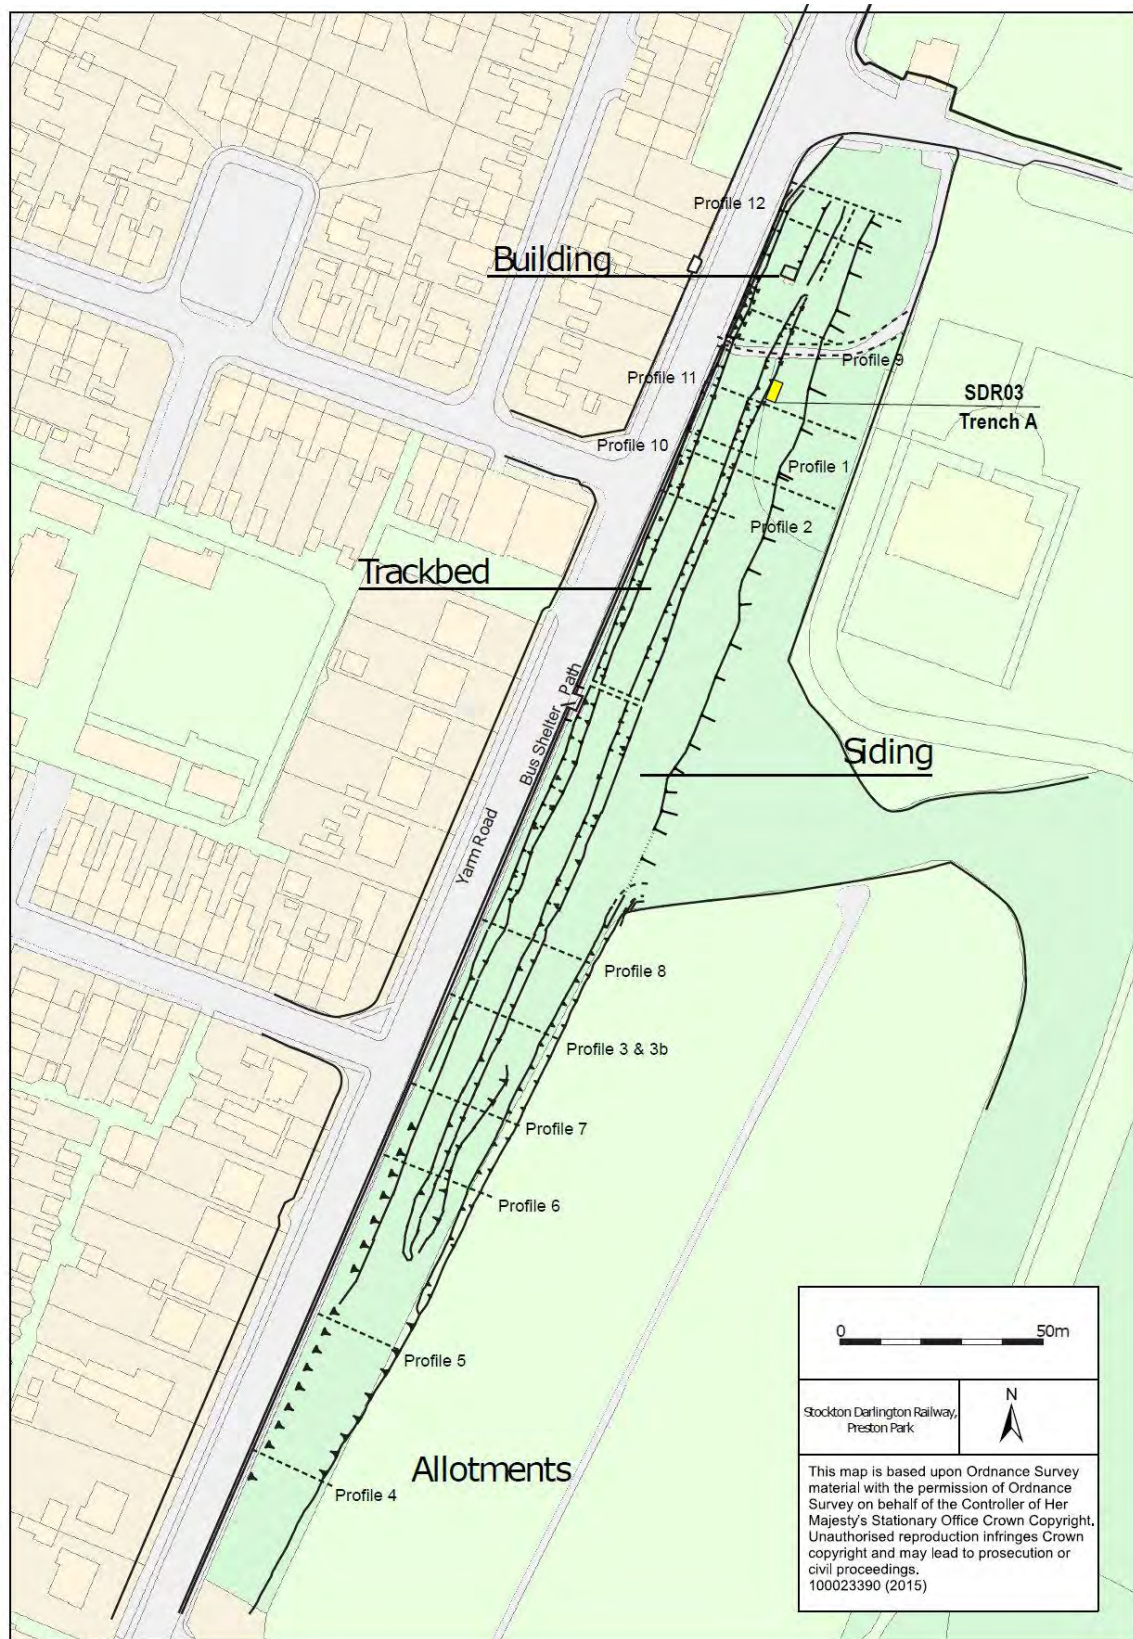 Profile 12
Building
Profile 9
Profile 11
SDR03
Trench A
Profile 10
Profile 1
Profile 2
Trackbed
Bus Shelter
Path
Siding
Yarm Road
Profile 8
Profile 3 & 3b
Profile 7
Profile 6
Profile 5
Profile 4
Allotments
0
50m
Stockton Darlington Railway,
Preston Park
N
This map is based upon Ordnance Survey
material with the permission of Ordnance
Survey on behalf of the Controller of Her
Majesty's Stationary Office Crown Copyright.
Unauthorised reproduction infringes Crown
copyright and may lead to prosecution or
civil proceedings.
100023390 (2015)